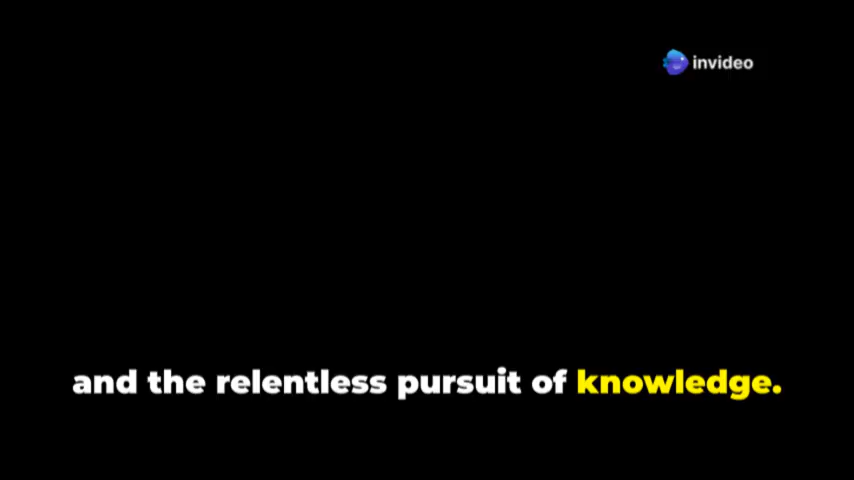 invideo
and the relentless pursuit of knowledge.